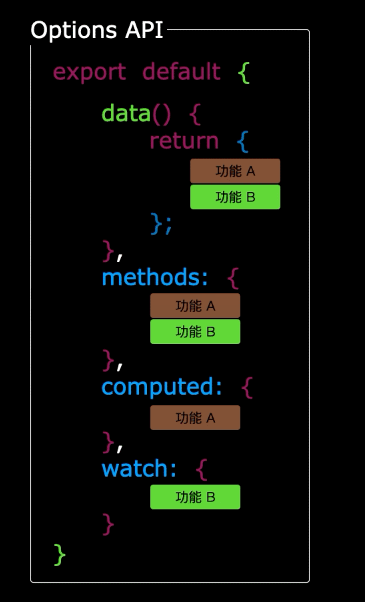 Options API
export default {
data() {
return {
功能 A
功能 B
};
},
methods: {
功能 A
功能 B
},
computed: {
功能 A
},
watch: {
功能 B
}
}